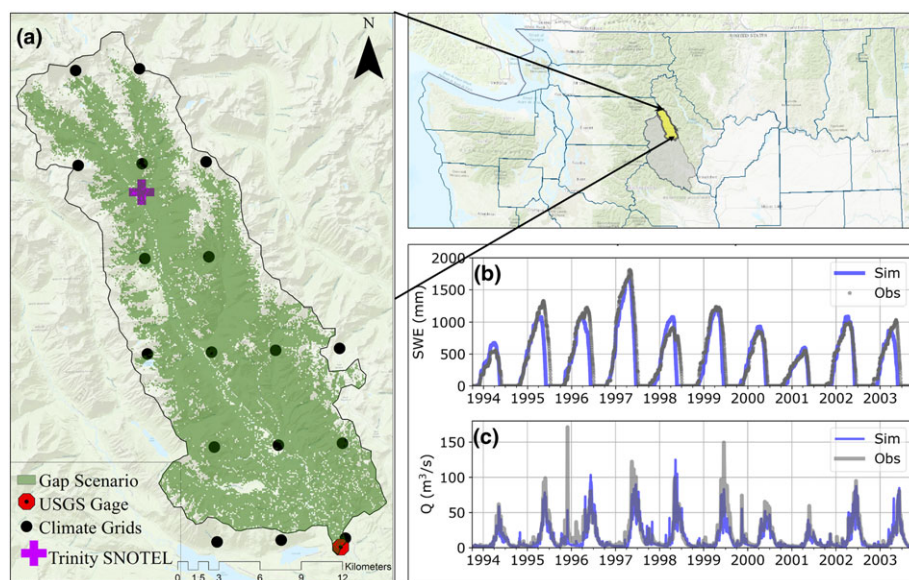 (a)
N
Gap Scenario
USGS Gage
Climate Grids
Trinity SNOTEL
Kilometers
0 1 1.5 3 6 9 12
(b)
SWE (mm)
2000
1500
1000
500
0
Sim
Obs
1994 1995 1996 1997 1998 1999 2000 2001 2002 2003
(c)
Q (m³/s)
150
100
50
0
Sim
Obs
1994 1995 1996 1997 1998 1999 2000 2001 2002 2003